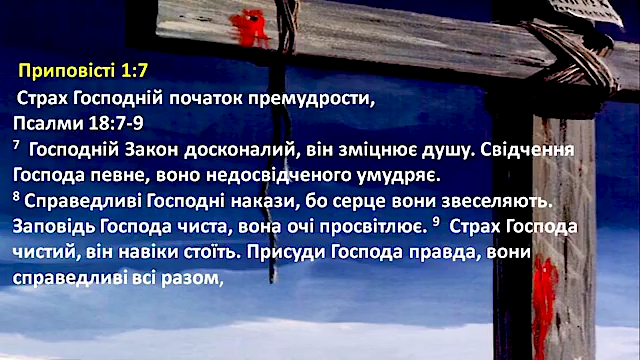 Приповісті 1:7
Страх Господній початок премудрости,
Псалми 18:7-9
7 Господній Закон досконалий, він зміцнює душу. Свідчення
Господа певне, воно недосвідченого умудряє.
8 Справедливі Господні накази, бо серце вони звеселяють.
Заповідь Господа чиста, вона очі просвітлює. 9 Страх Господа
чистий, він навіки стоїть. Присуди Господа правда, вони
справедливі всі разом,